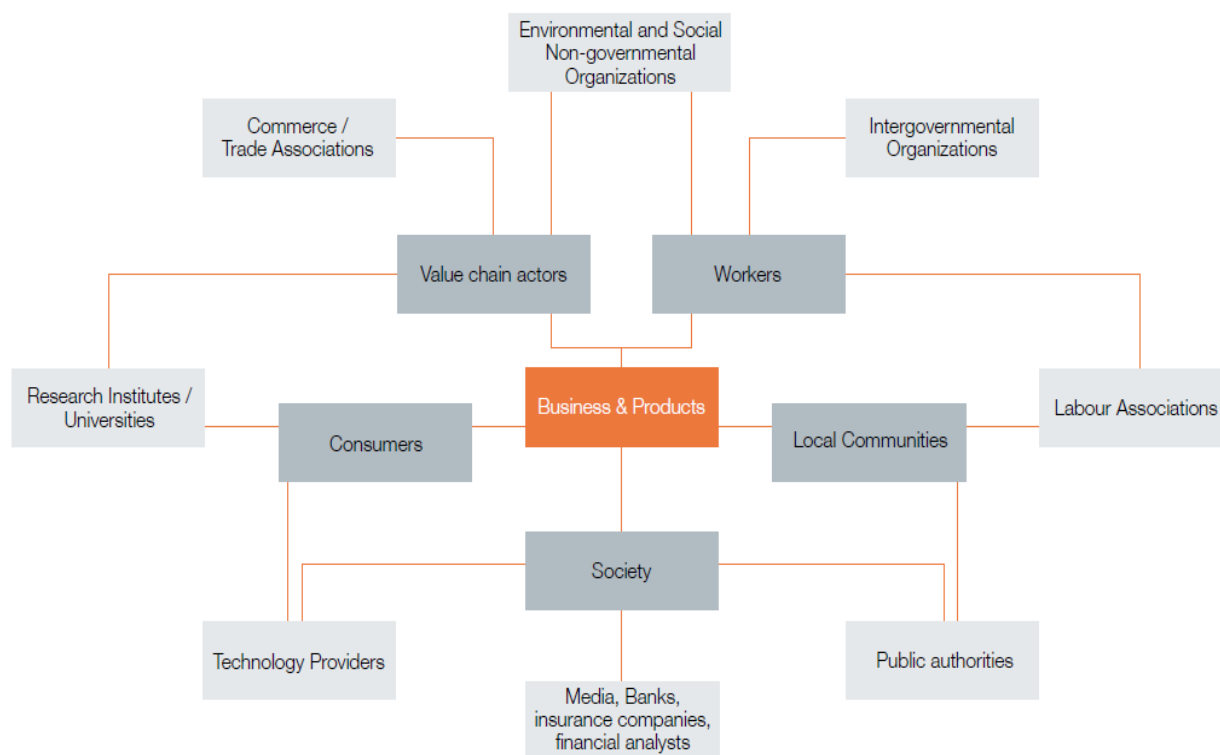 Environmental and Social
Non-governmental
Organizations
Commerce /
Trade Associations
Intergovernmental
Organizations
Value chain actors
Workers
Research Institutes /
Universities
Business & Products
Labour Associations
Consumers
Local Communities
Society
Technology Providers
Public authorities
Media, Banks,
insurance companies,
financial analysts